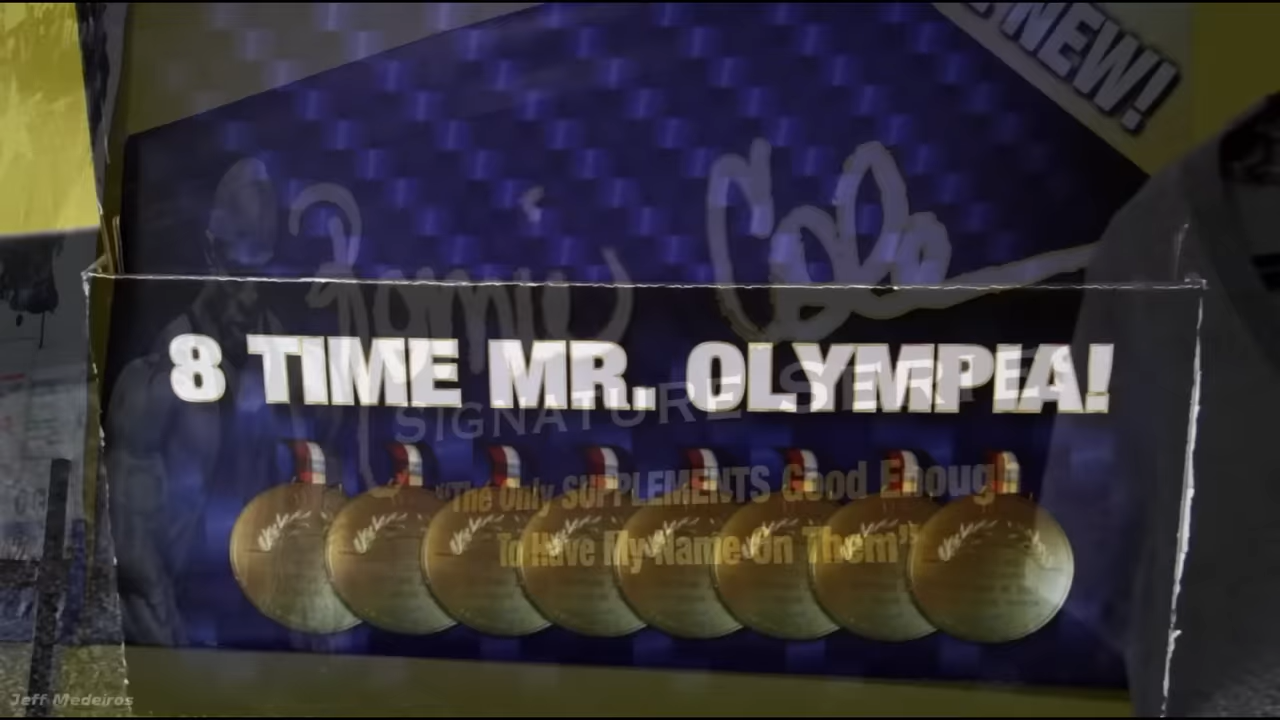 NEW!
Ronnie Cole
8 TIME MR. OLYMPIA!
SIGNATURE SERIES
"The Only SUPPLEMENTS Good Enough
To Have My Name On Them"
Jeff Medeiros